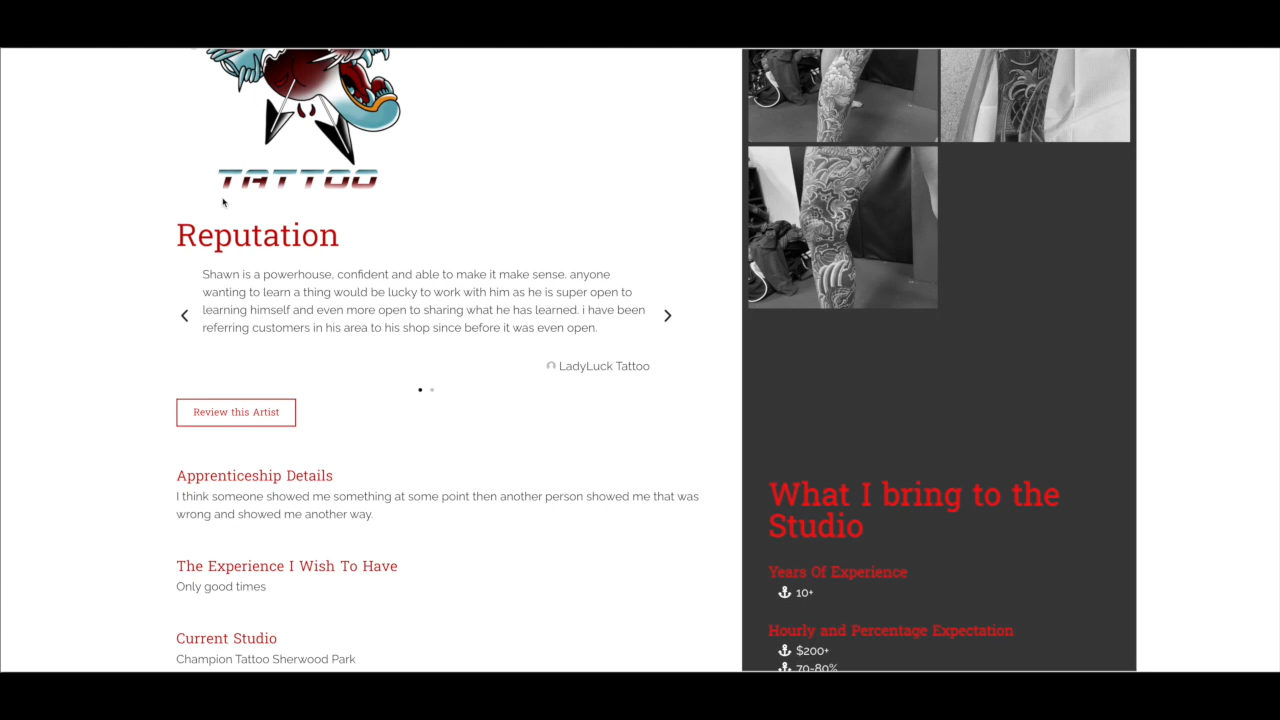 TATTOO
Reputation
Shawn is a powerhouse, confident and able to make it make sense. anyone
wanting to learn a thing would be lucky to work with him as he is super open to
learning himself and even more open to sharing what he has learned. i have been
referring customers in his area to his shop since before it was even open.
LadyLuck Tattoo
Review this Artist
Apprenticeship Details
I think someone showed me something at some point then another person showed me that was
wrong and showed me another way.
The Experience I Wish To Have
Only good times
Current Studio
Champion Tattoo Sherwood Park
What I bring to the
Studio
Years Of Experience
10+
Hourly and Percentage Expectation
$200+
70-80%